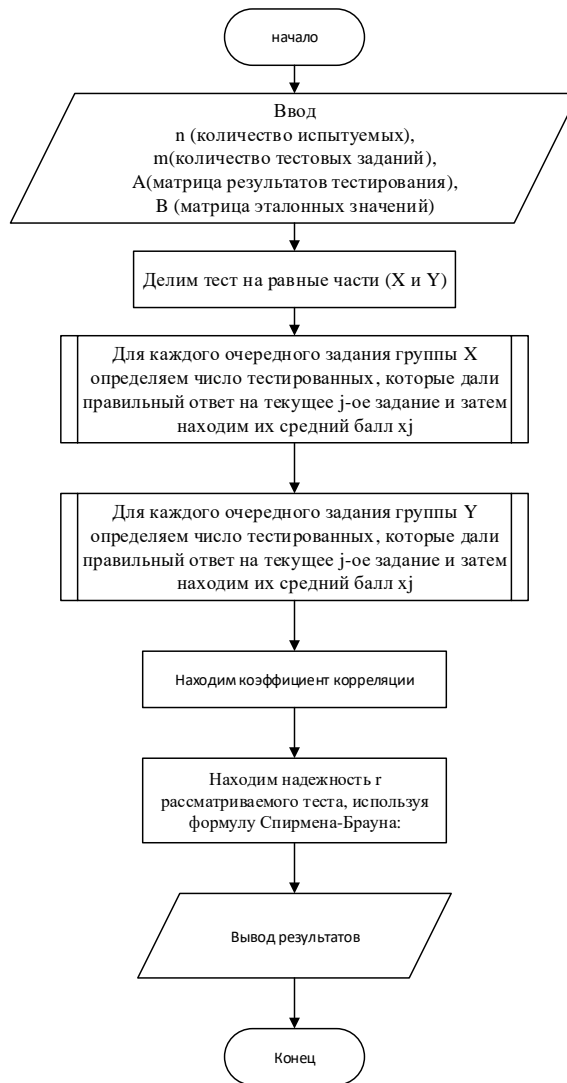 начало
Ввод
n (количество испытуемых),
m(количество тестовых заданий),
A(матрица результатов тестирования),
B (матрица эталонных значений)
Делим тест на равные части (X и Y)
Для каждого очередного задания группы X
определяем число тестированных, которые дали
правильный ответ на текущее j-ое задание и затем
находим их средний балл xj
Для каждого очередного задания группы Y
определяем число тестированных, которые дали
правильный ответ на текущее j-ое задание и затем
находим их средний балл xj
Находим коэффициент корреляции
Находим надежность r
рассматриваемого теста, используя
формулу Спирмена-Брауна:
Вывод результатов
Конец